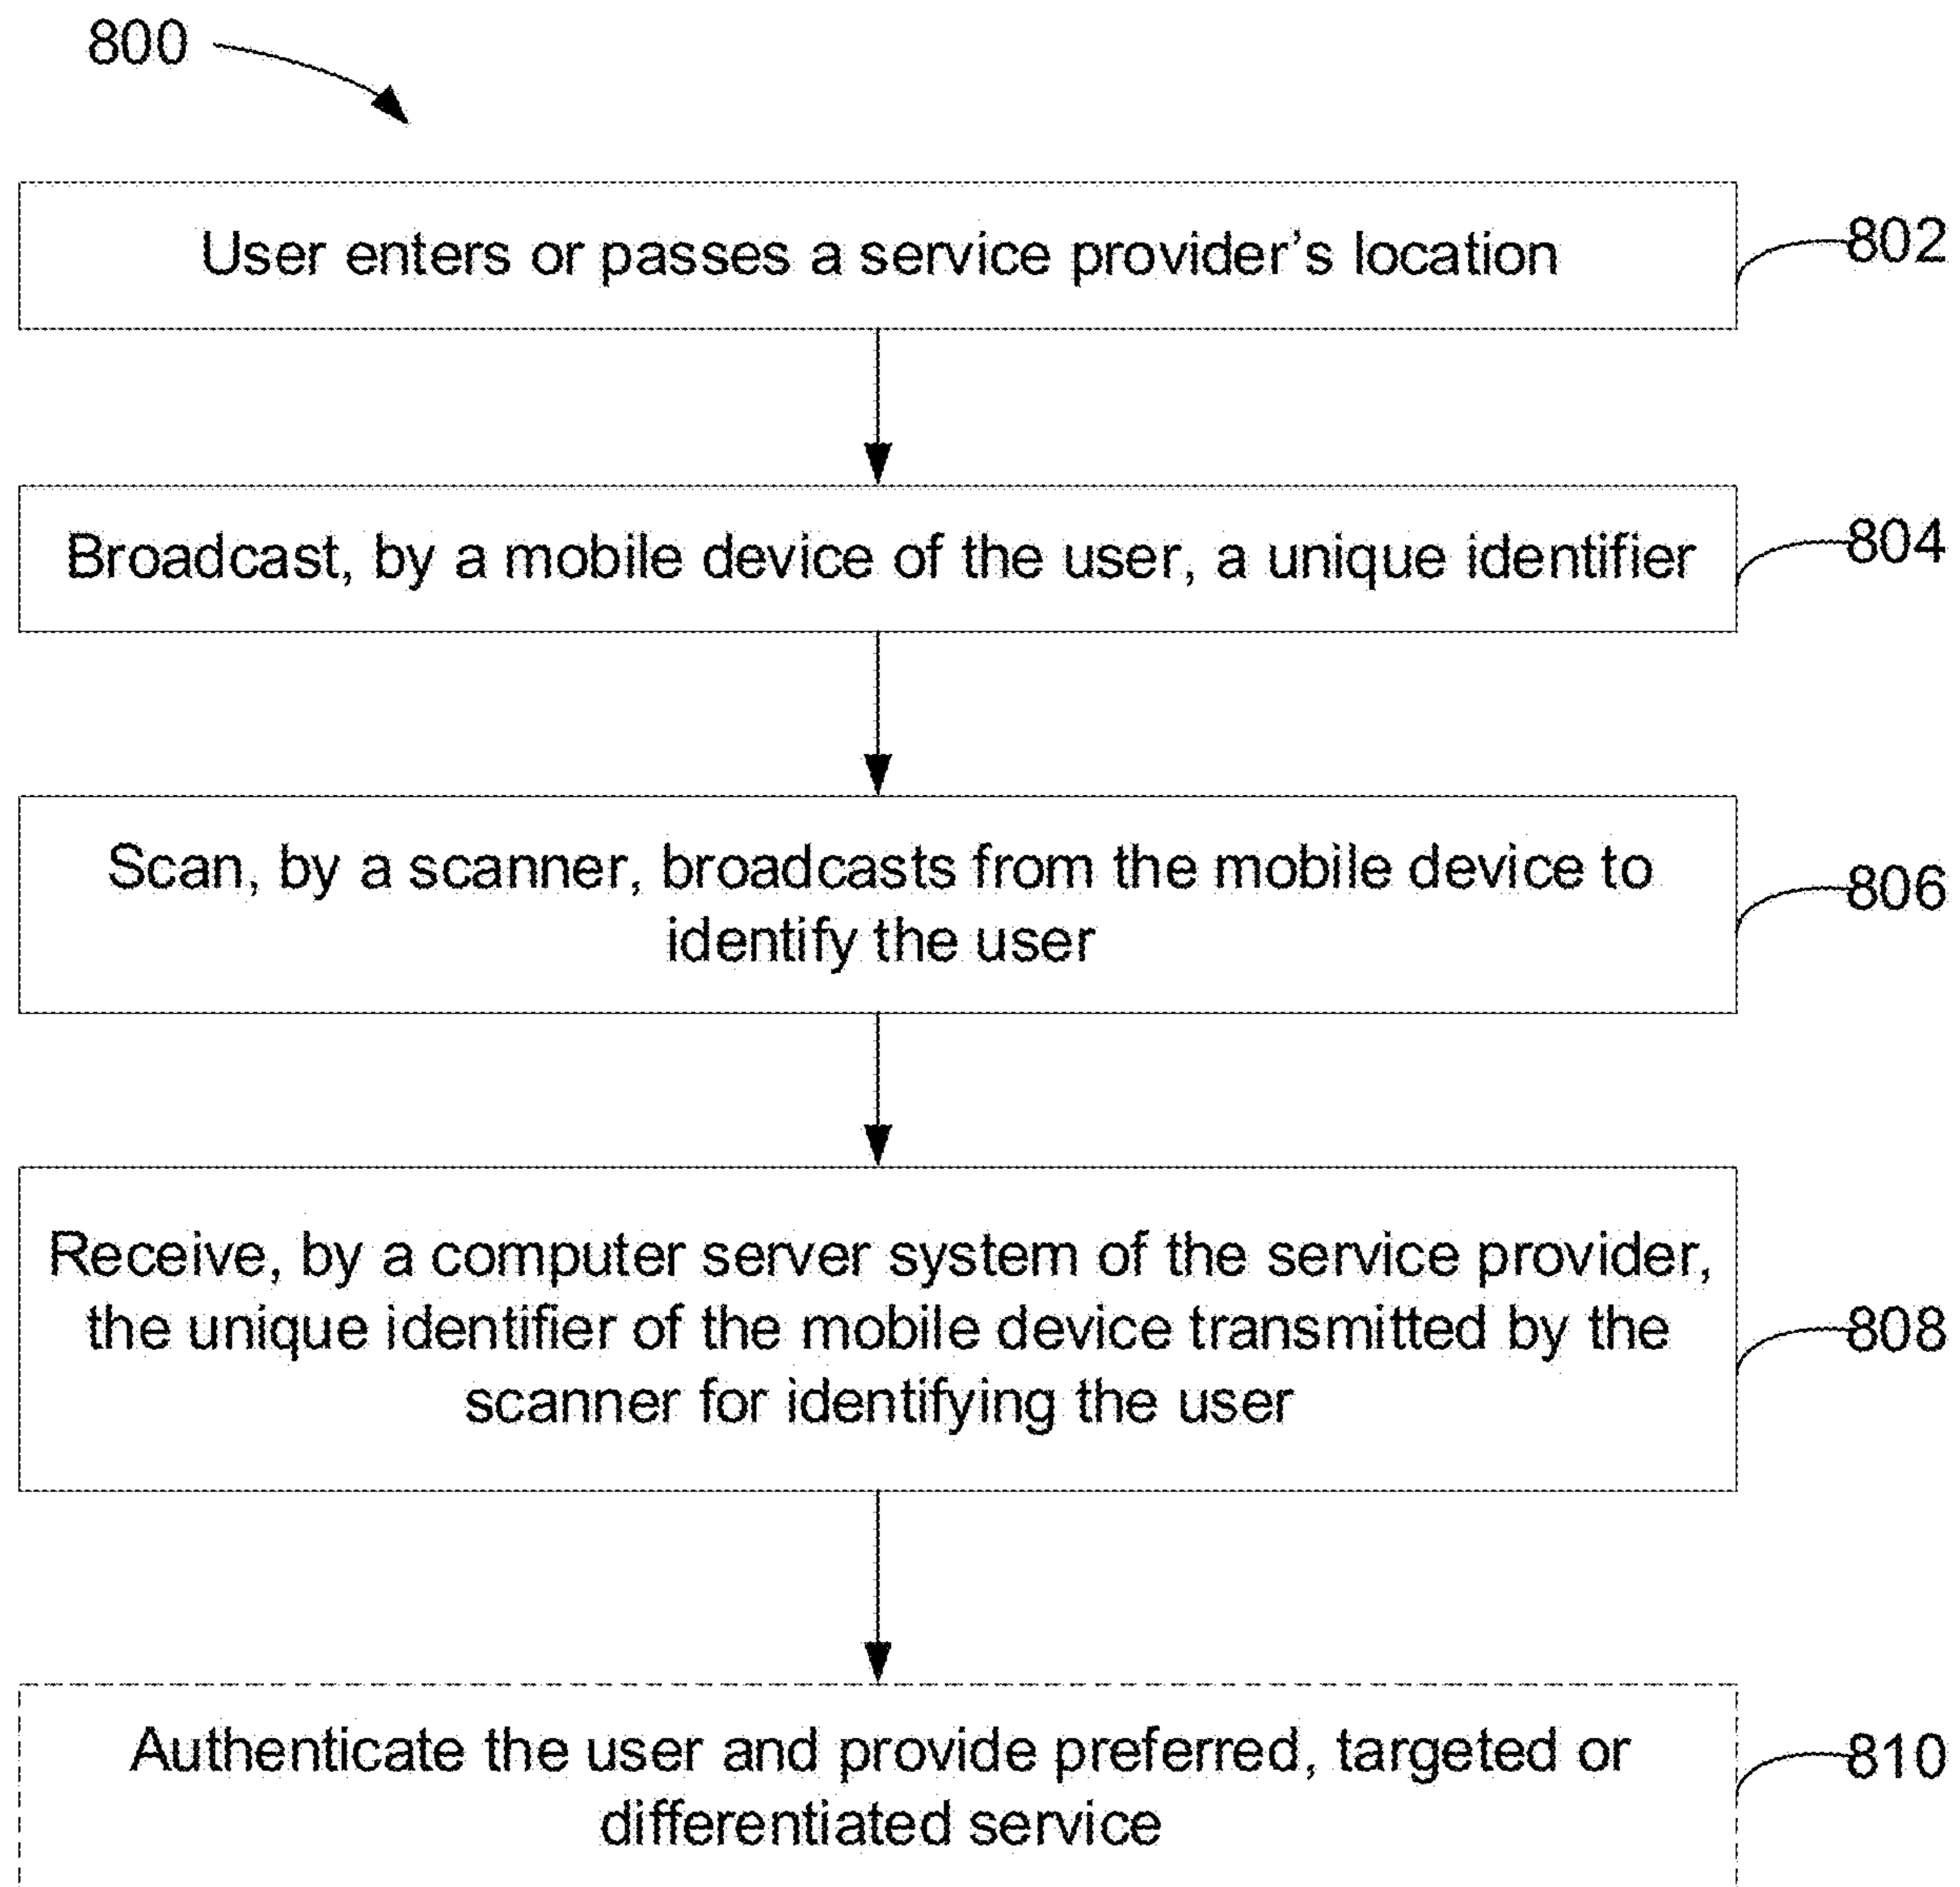 800
User enters or passes a service provider’s location
802
Broadcast, by a mobile device of the user, a unique identifier
804
Scan, by a scanner, broadcasts from the mobile device to
identify the user
806
Receive, by a computer server system of the service provider,
the unique identifier of the mobile device transmitted by the
scanner for identifying the user
808
Authenticate the user and provide preferred, targeted or
differentiated service
810